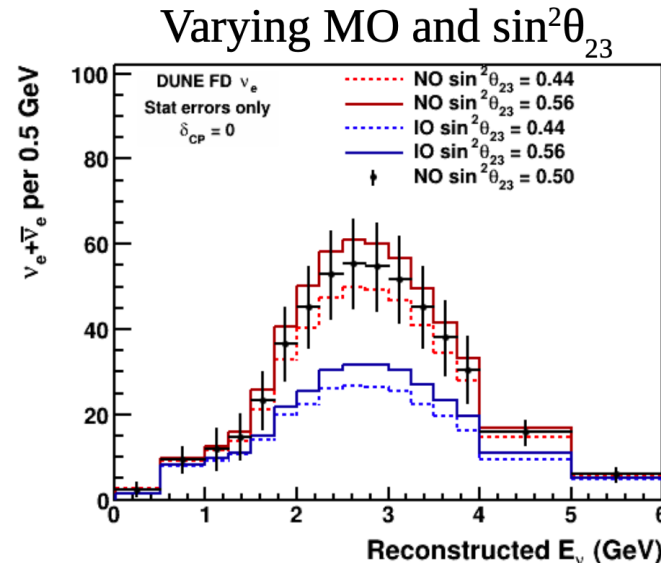 Varying MO and sin²θ₂₃
100
80
60
40
20
0
νₑ+ν̅ₑ per 0.5 GeV
DUNE FD νₑ
Stat errors only
δCP = 0
NO sin²θ₂₃ = 0.44
NO sin²θ₂₃ = 0.56
IO sin²θ₂₃ = 0.44
IO sin²θ₂₃ = 0.56
NO sin²θ₂₃ = 0.50
0 1 2 3 4 5 6
Reconstructed Eᵥ (GeV)